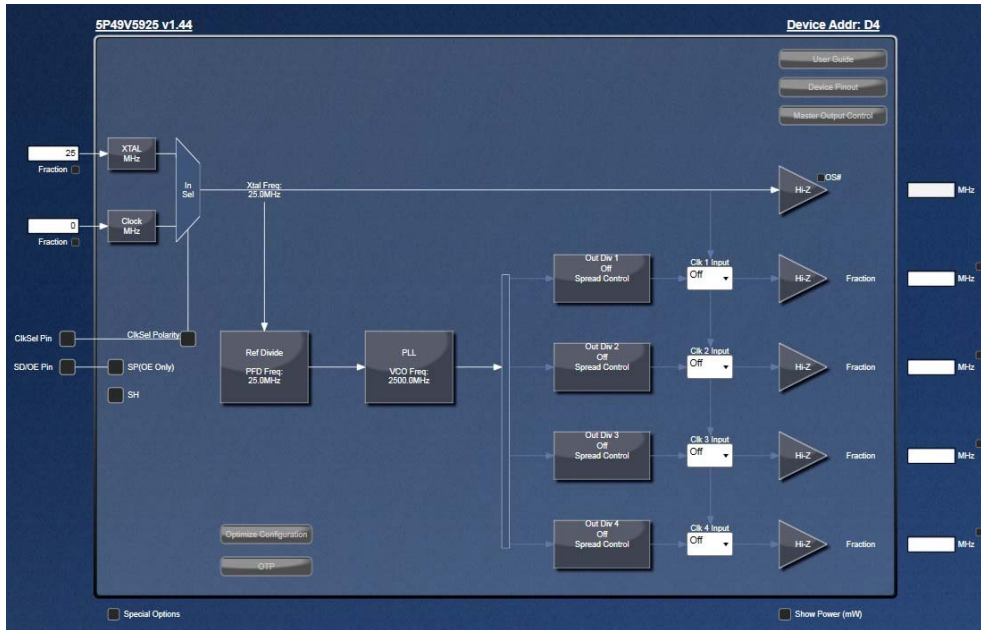 5P49V5925 v1.44
Device Addr: D4
User Guide
Device Pinout
Master Output Control
25
XTAL
MHz
Fraction
In
Sel
Xtal Freq:
25.0MHz
Hi-Z
OS#
MHz
0
Clock
MHz
Fraction
Out Div 1
Off
Spread Control
Clk 1 Input
Off
Hi-Z
Fraction
MHz
ClkSel Pin
ClkSel Polarity
SD/OE Pin
SP(OE Only)
SH
Ref Divide
PFD Freq:
25.0MHz
PLL
VCO Freq:
2500.0MHz
Out Div 2
Off
Spread Control
Clk 2 Input
Off
Hi-Z
Fraction
MHz
Out Div 3
Off
Spread Control
Clk 3 Input
Off
Hi-Z
Fraction
MHz
Out Div 4
Off
Spread Control
Clk 4 Input
Off
Hi-Z
Fraction
MHz
Optimize Configuration
OTP
Special Options
Show Power (mW)